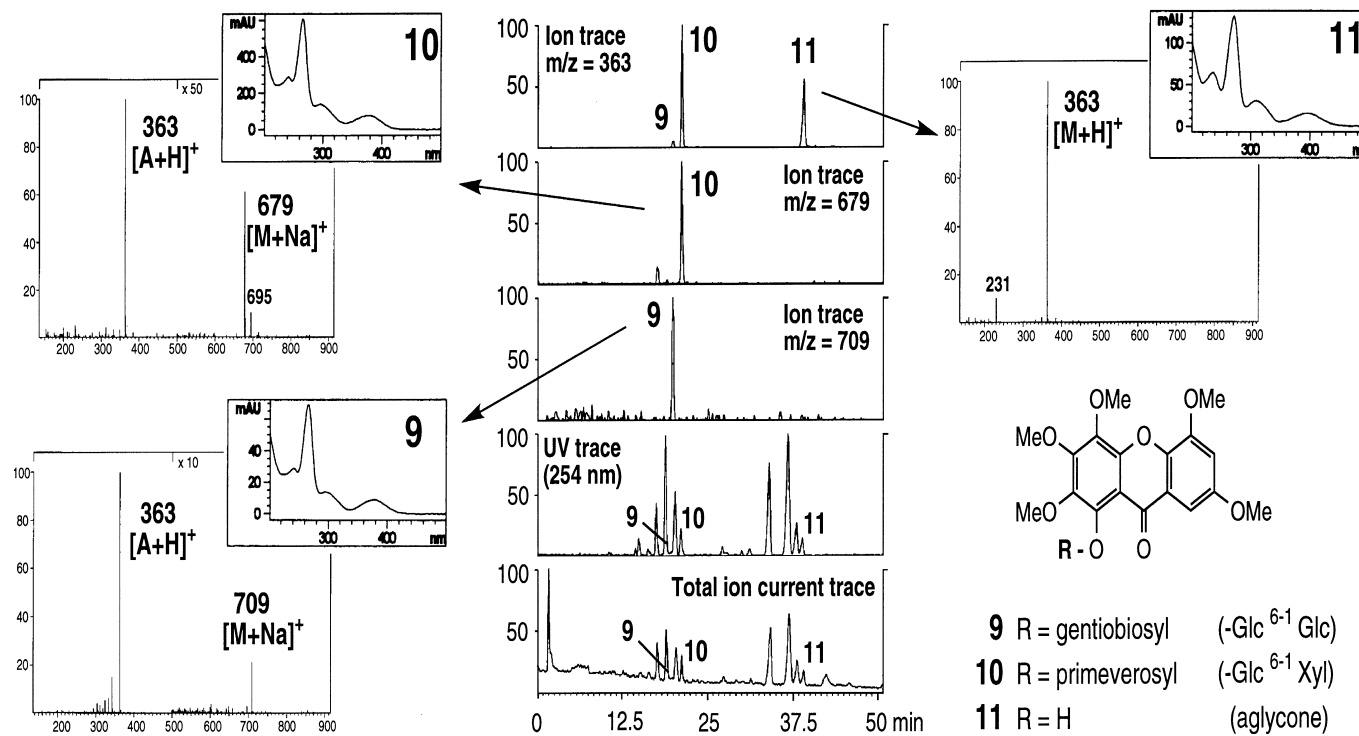 mAU
10
400
200
0
300
400
nm
x 50
100
80
60
40
20
363
[A+H]+
679
[M+Na]+
695
200 300 400 500 600 700 800 900
mAU
9
40
20
0
300
400
nm
x 10
100
80
60
40
20
363
[A+H]+
709
[M+Na]+
200 300 400 500 600 700 800 900
100
50
Ion trace
m/z = 363
9
10
11
100
50
10
Ion trace
m/z = 679
100
50
9
Ion trace
m/z = 709
100
50
UV trace
(254 nm)
9
10
11
100
50
Total ion current trace
9
10
11
0 12.5 25 37.5 50 min
mAU
11
100
50
0
300
400
nm
100
80
60
40
20
363
[M+H]+
231
200 300 400 500 600 700 800 900
OMe
OMe
MeO
O
MeO
OMe
R - O
O
9 R = gentiobiosyl (-Glc 6-1 Glc)
10 R = primeverosyl (-Glc 6-1 Xyl)
11 R = H (aglycone)